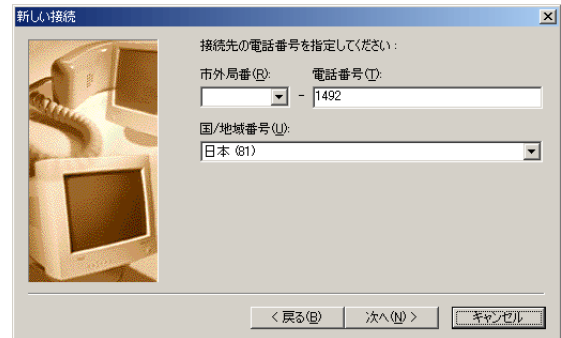 新しい接続
接続先の電話番号を指定してください :
市外局番(R): 電話番号(T):
- 1492
国/地域番号(U):
日本 (81)
< 戻る(B) 次へ(N) > キャンセル